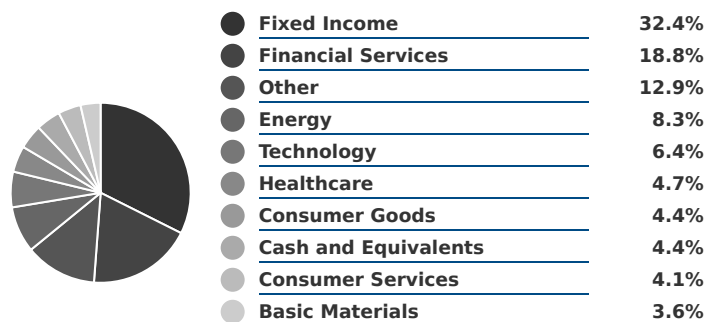 Fixed Income 32.4%
Financial Services 18.8%
Other 12.9%
Energy 8.3%
Technology 6.4%
Healthcare 4.7%
Consumer Goods 4.4%
Cash and Equivalents 4.4%
Consumer Services 4.1%
Basic Materials 3.6%